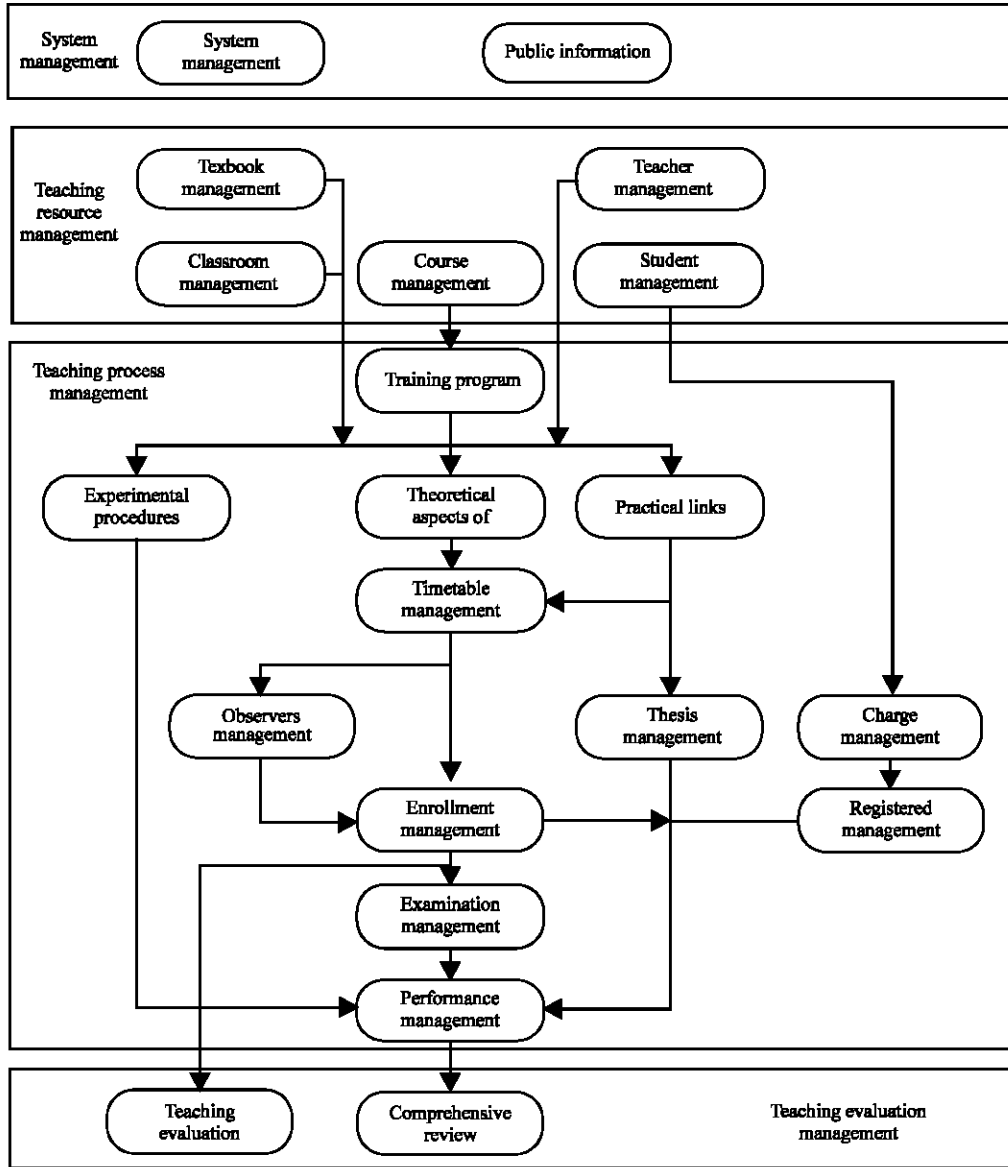 System
management
System
management
Public information
Teaching
resource
management
Texbook
management
Teacher
management
Classroom
management
Course
management
Student
management
Teaching process
management
Training program
Experimental
procedures
Theoretical
aspects of
Practical links
Timetable
management
Observers
management
Thesis
management
Charge
management
Enrollment
management
Registered
management
Examination
management
Performance
management
Teaching
evaluation
Comprehensive
review
Teaching evaluation
management